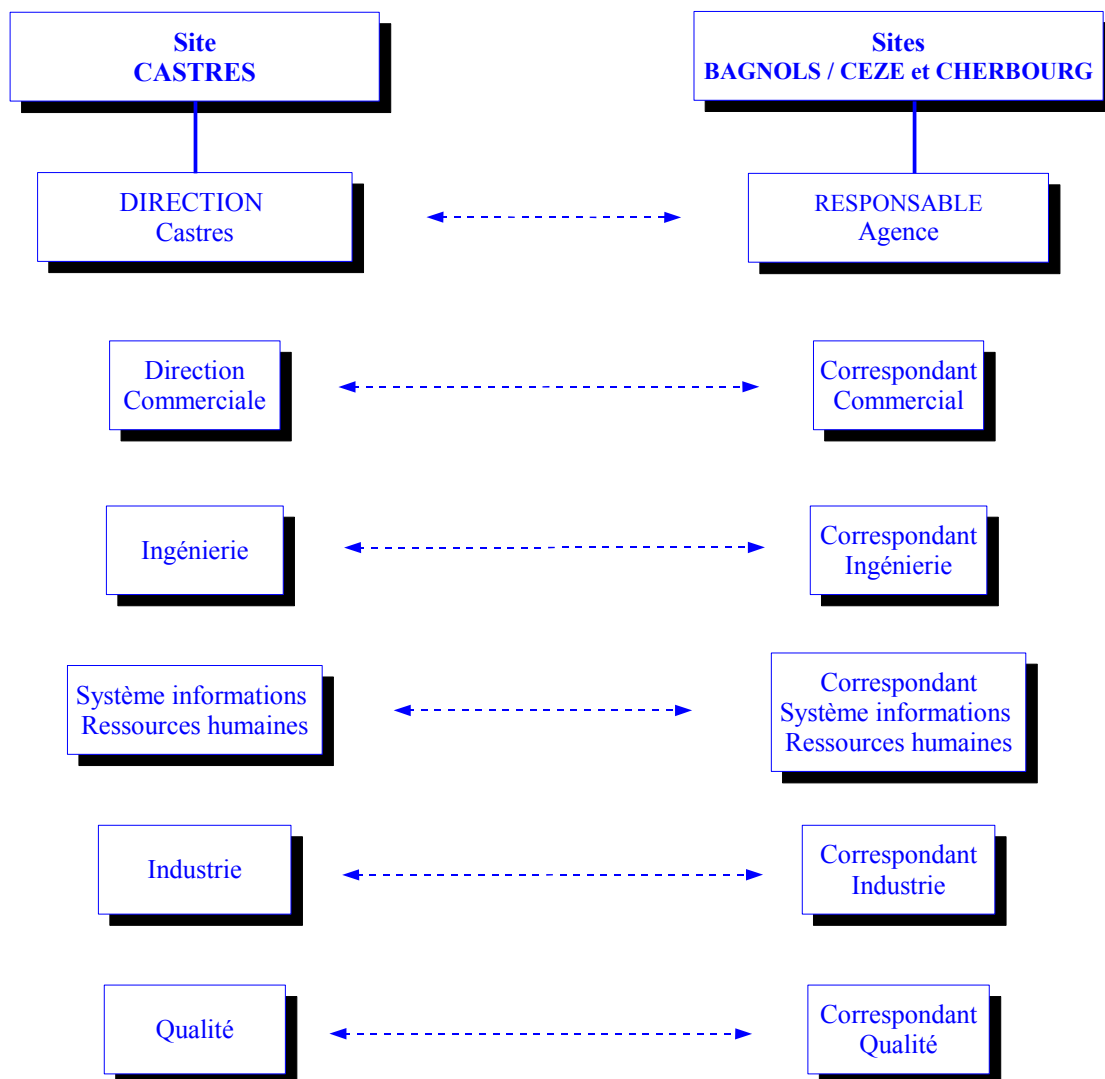 Site
CASTRES
Sites
BAGNOLS / CEZE et CHERBOURG
DIRECTION
Castres
RESPONSABLE
Agence
Direction
Commerciale
Correspondant
Commercial
Ingénierie
Correspondant
Ingénierie
Système informations
Ressources humaines
Correspondant
Système informations
Ressources humaines
Industrie
Correspondant
Industrie
Qualité
Correspondant
Qualité